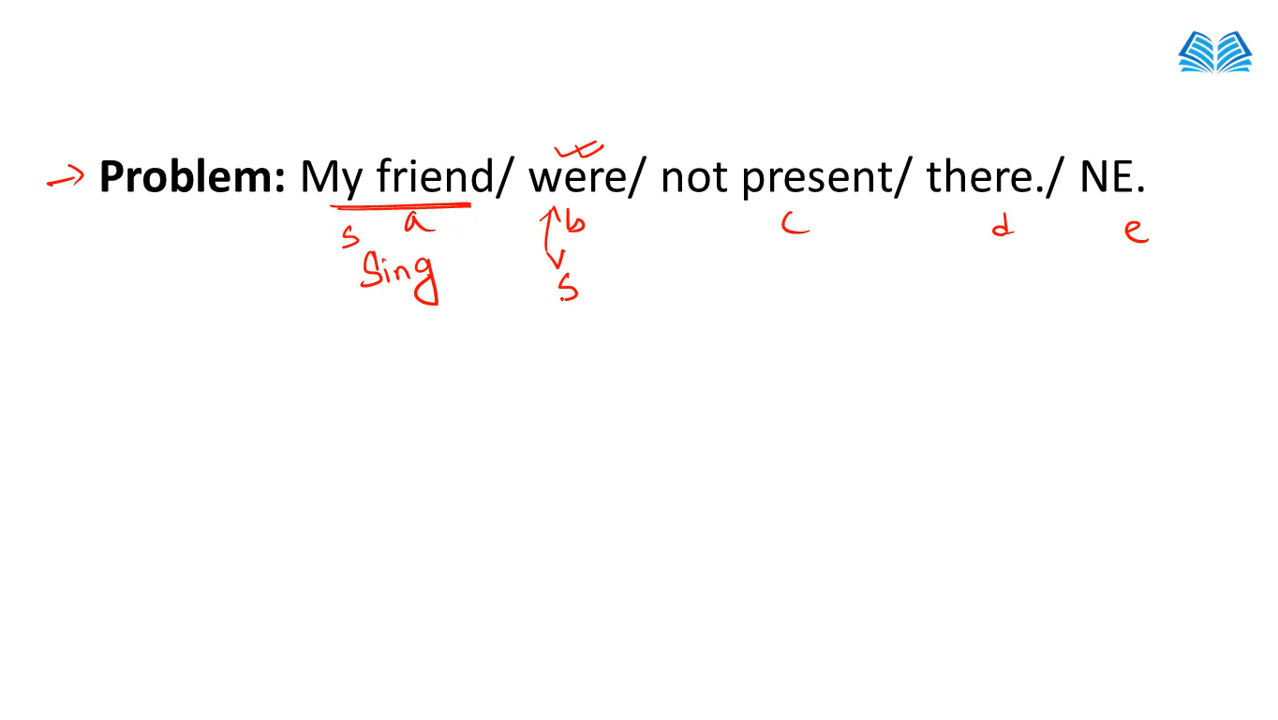 Problem: My friend/ were/ not present/ there./ NE.
s a b c d e
Sing s